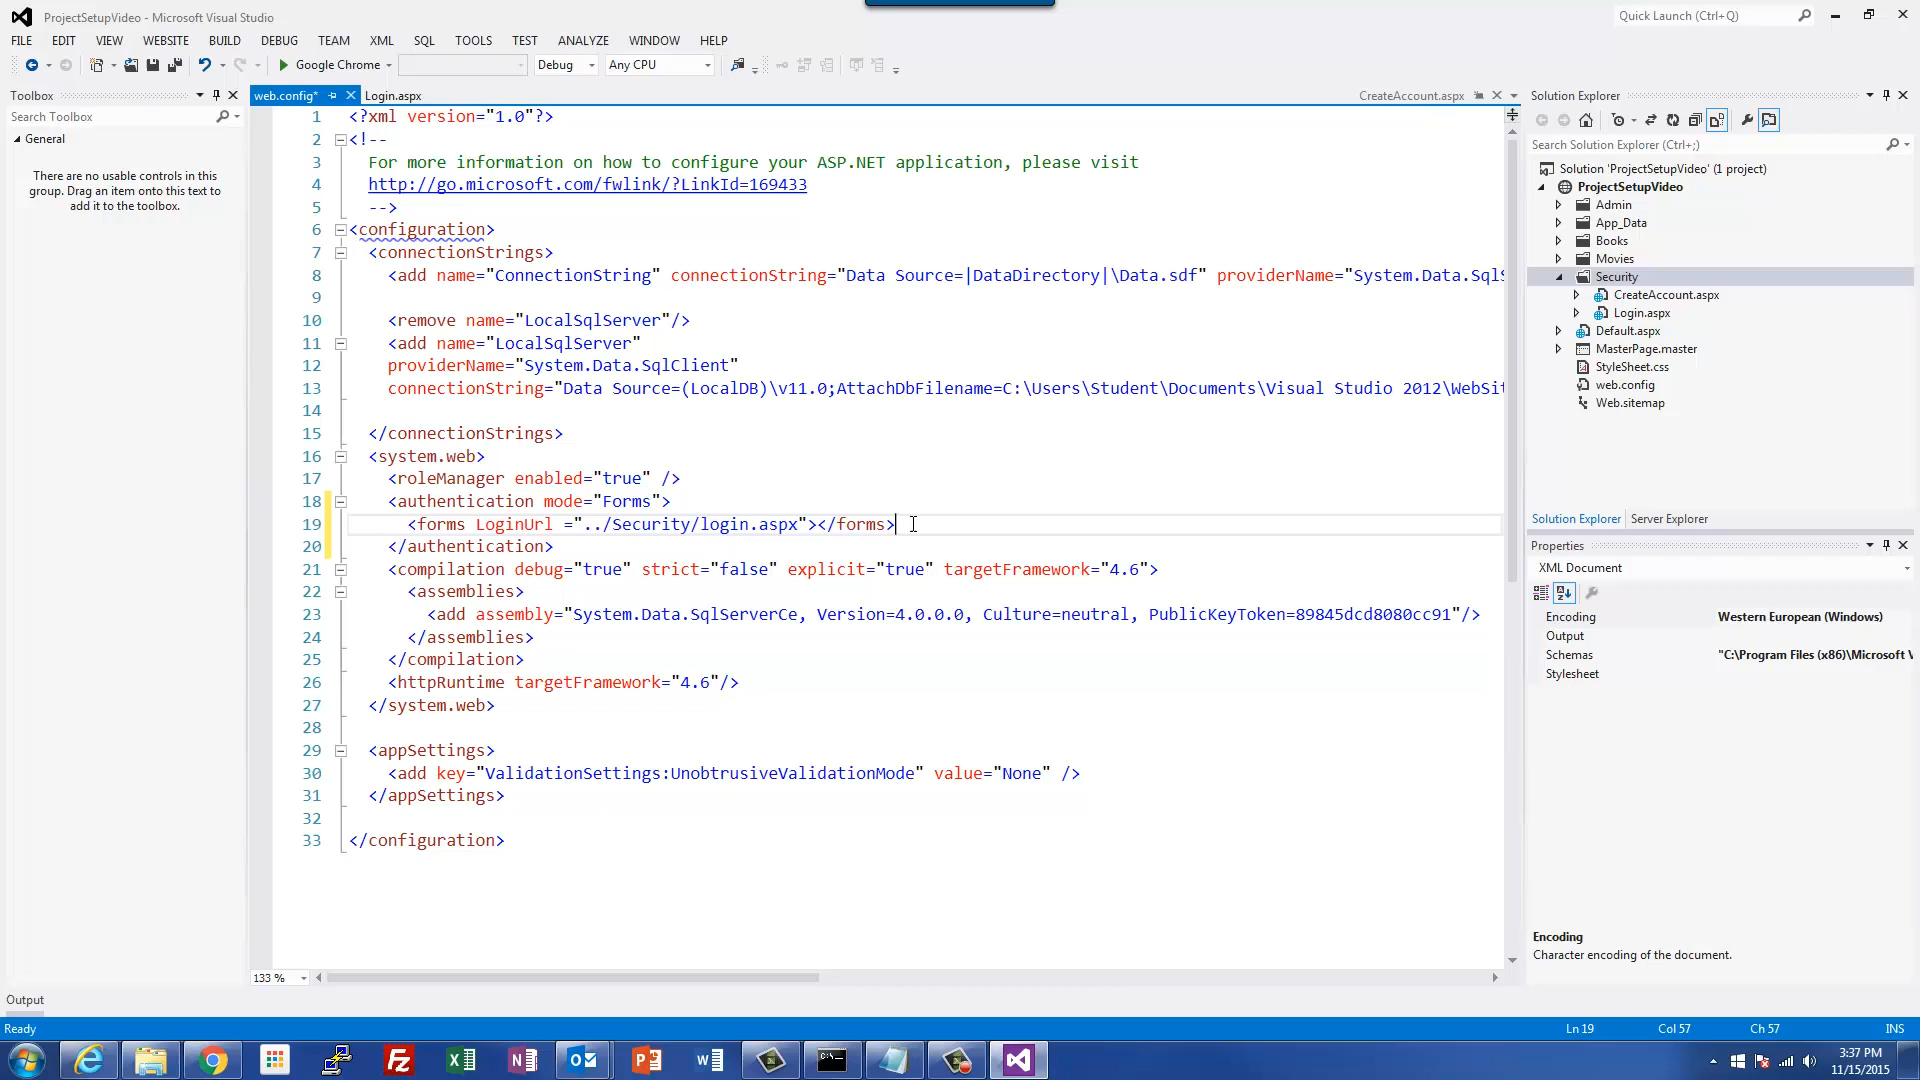 ProjectSetupVideo - Microsoft Visual Studio
Quick Launch (Ctrl+Q)
FILE EDIT VIEW WEBSITE BUILD DEBUG TEAM XML SQL TOOLS TEST ANALYZE WINDOW HELP
Google Chrome Debug Any CPU
Toolbox
Search Toolbox
General
There are no usable controls in this
group. Drag an item onto this text to
add it to the toolbox.
web.config* Login.aspx CreateAccount.aspx
1 <?xml version="1.0"?>
2 <!--
3 For more information on how to configure your ASP.NET application, please visit
4 http://go.microsoft.com/fwlink/?LinkId=169433
5 -->
6 <configuration>
7 <connectionStrings>
8 <add name="ConnectionString" connectionString="Data Source=|DataDirectory|\Data.sdf" providerName="System.Data.SqlS
9
10 <remove name="LocalSqlServer"/>
11 <add name="LocalSqlServer"
12 providerName="System.Data.SqlClient"
13 connectionString="Data Source=(LocalDB)\v11.0;AttachDbFilename=C:\Users\Student\Documents\Visual Studio 2012\WebSit
14
15 </connectionStrings>
16 <system.web>
17 <roleManager enabled="true" />
18 <authentication mode="Forms">
19 <forms LoginUrl ="../Security/login.aspx"></forms>
20 </authentication>
21 <compilation debug="true" strict="false" explicit="true" targetFramework="4.6">
22 <assemblies>
23 <add assembly="System.Data.SqlServerCe, Version=4.0.0.0, Culture=neutral, PublicKeyToken=89845dcd8080cc91"/>
24 </assemblies>
25 </compilation>
26 <httpRuntime targetFramework="4.6"/>
27 </system.web>
28
29 <appSettings>
30 <add key="ValidationSettings:UnobtrusiveValidationMode" value="None" />
31 </appSettings>
32
33 </configuration>
133 %
Solution Explorer
Search Solution Explorer (Ctrl+;)
Solution 'ProjectSetupVideo' (1 project)
ProjectSetupVideo
Admin
App_Data
Books
Movies
Security
CreateAccount.aspx
Login.aspx
Default.aspx
MasterPage.master
StyleSheet.css
web.config
Web.sitemap
Solution Explorer Server Explorer
Properties
XML Document
Encoding Western European (Windows)
Output
Schemas "C:\Program Files (x86)\Microsoft V
Stylesheet
Encoding
Character encoding of the document.
Output
Ready Ln 19 Col 57 Ch 57 INS
3:37 PM
11/15/2015